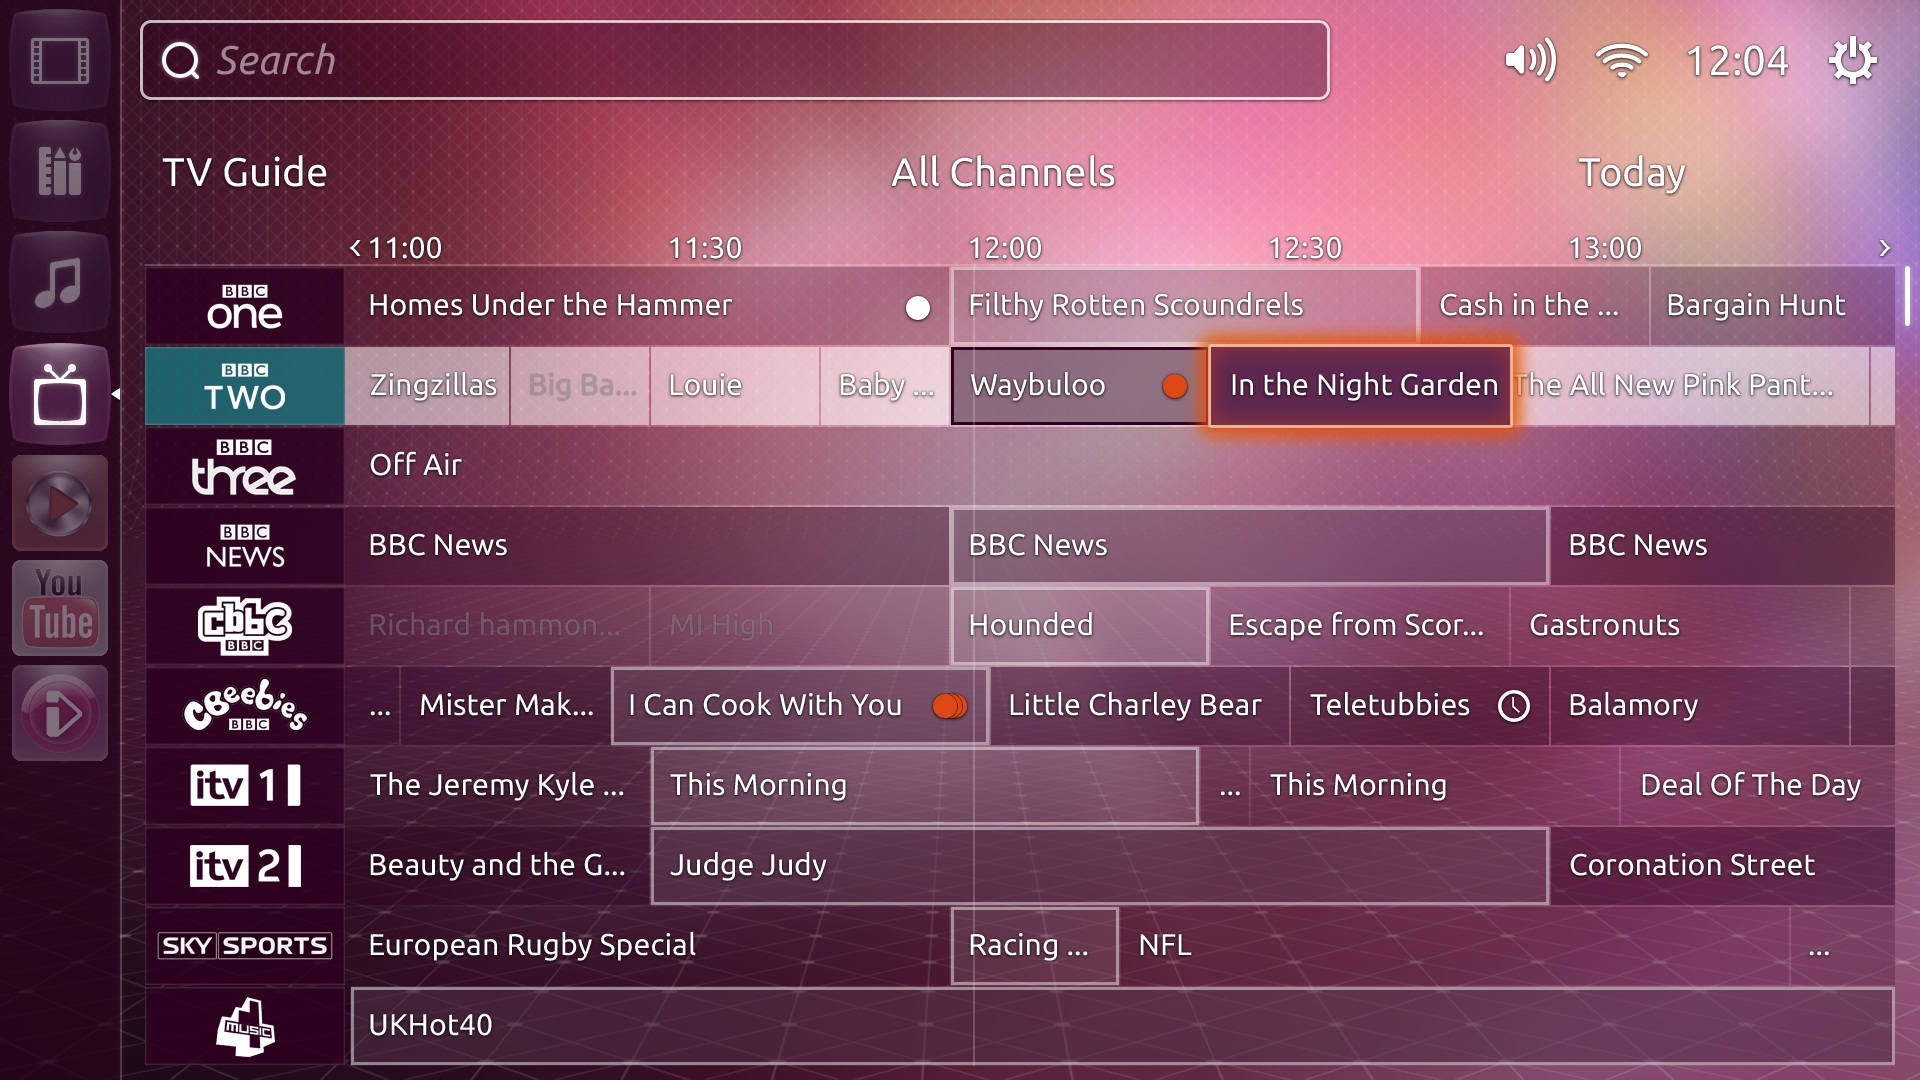 Search
12:04
TV Guide All Channels Today
11:00 11:30 12:00 12:30 13:00
BBC one Homes Under the Hammer Filthy Rotten Scoundrels Cash in the ... Bargain Hunt
BBC TWO Zingzillas Big Ba... Louie Baby ... Waybuloo In the Night Garden The All New Pink Pant...
BBC three Off Air
BBC NEWS BBC News BBC News BBC News
You Tube
cbbc BBC Richard hammon... MI High Hounded Escape from Scor... Gastronuts
CBeebies BBC ... Mister Mak... I Can Cook With You Little Charley Bear Teletubbies Balamory
itv 1 The Jeremy Kyle ... This Morning ... This Morning Deal Of The Day
itv 2 Beauty and the G... Judge Judy Coronation Street
SKY SPORTS European Rugby Special Racing ... NFL ...
4 MUSIC UKHot40